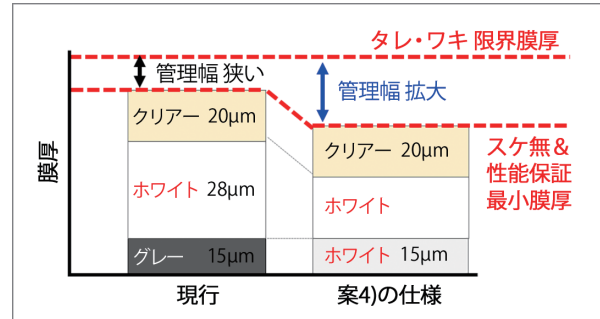 タレ・ワキ 限界膜厚
管理幅 狭い
管理幅 拡大
クリアー 20μm
クリアー 20μm
スケ無&
性能保証
最小膜厚
膜厚
ホワイト 28μm
ホワイト
グレー 15μm
ホワイト 15μm
現行
案4)の仕様